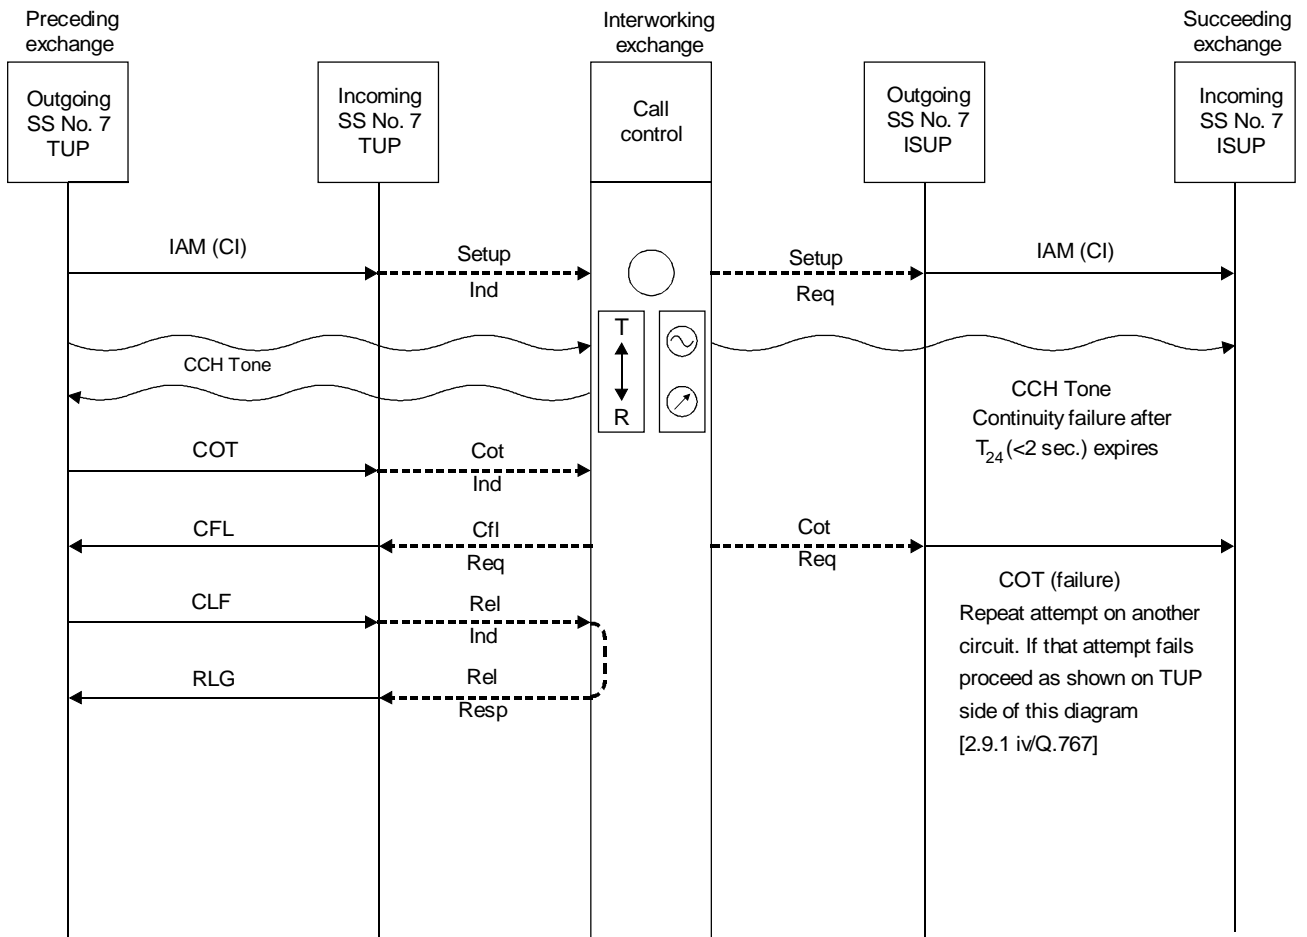 Preceding
exchange
Interworking
exchange
Succeeding
exchange
Outgoing
SS No. 7
TUP
Incoming
SS No. 7
TUP
Call
control
Outgoing
SS No. 7
ISUP
Incoming
SS No. 7
ISUP
IAM (CI)
Setup
Ind
Setup
Req
IAM (CI)
T
R
CCH Tone
CCH Tone
Continuity failure after
T24 (<2 sec.) expires
COT
Cot
Ind
CFL
Cfl
Req
Cot
Req
COT (failure)
Repeat attempt on another
circuit. If that attempt fails
proceed as shown on TUP
side of this diagram
[2.9.1 iv/Q.767]
CLF
Rel
Ind
RLG
Rel
Resp